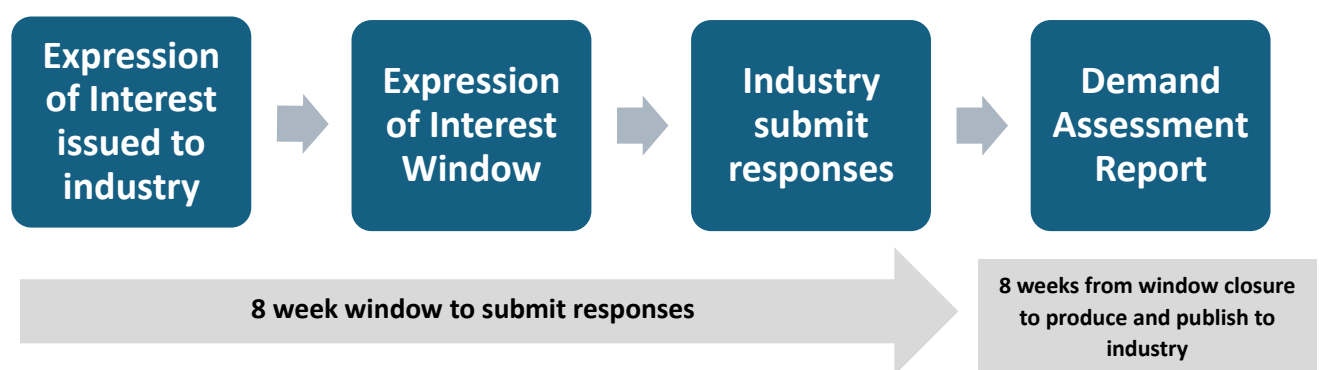 Expression
of Interest
issued to
industry
Expression
of Interest
Window
Industry
submit
responses
Demand
Assessment
Report
8 week window to submit responses
8 weeks from window closure
to produce and publish to
industry